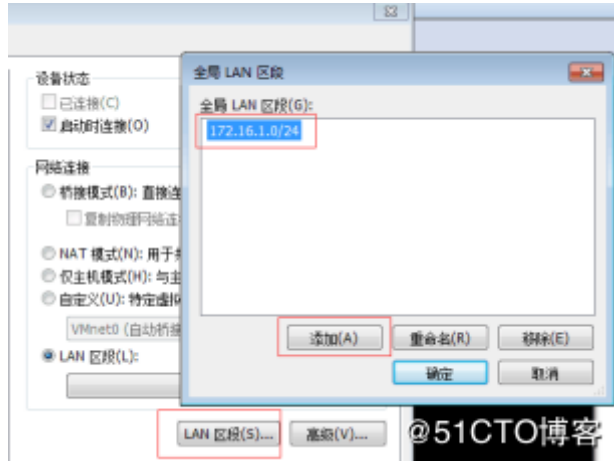 设备状态
已连接(C)
启动时连接(O)
网络连接
桥接模式(B): 直接连
复制物理网络连
NAT 模式(N): 用于
仅主机模式(H): 与主
自定义(U): 特定虚拟
VMnet0 (自动桥接
LAN 区段(L):
LAN 区段(S)...
高级(V)...
全局 LAN 区段
全局 LAN 区段(G):
172.16.1.0/24
添加(A)
重命名(R)
移除(E)
确定
取消
@51CTO博客